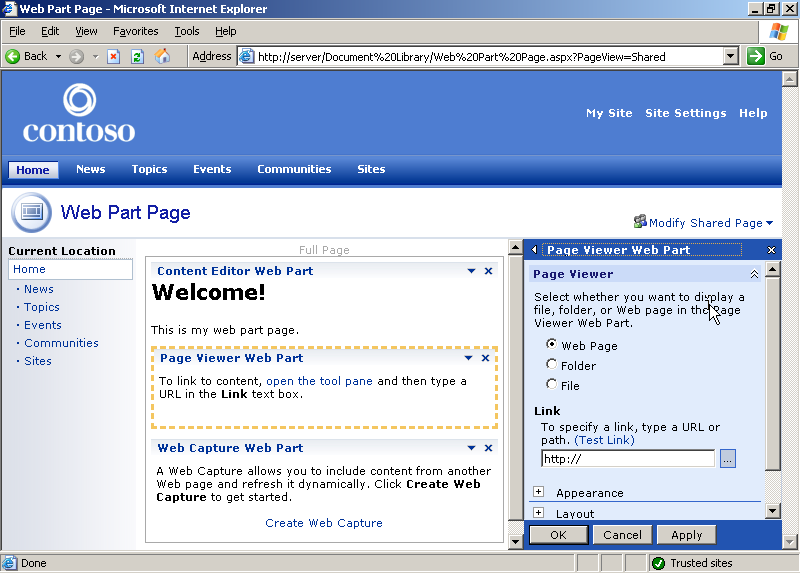 Web Part Page - Microsoft Internet Explorer
File Edit View Favorites Tools Help
Back Address http://server/Document%20Library/Web%20Part%20Page.aspx?PageView=Shared Go
contoso
My Site Site Settings Help
Home News Topics Events Communities Sites
Web Part Page
Modify Shared Page
Current Location
Home
· News
· Topics
· Events
· Communities
· Sites
Full Page
Content Editor Web Part
Welcome!
This is my web part page.
Page Viewer Web Part
To link to content, open the tool pane and then type a
URL in the Link text box.
Web Capture Web Part
A Web Capture allows you to include content from another
Web page and refresh it dynamically. Click Create Web
Capture to get started.
Create Web Capture
Page Viewer Web Part
Page Viewer
Select whether you want to display a
file, folder, or Web page in the Page
Viewer Web Part.
Web Page
Folder
File
Link
To specify a link, type a URL or
path. (Test Link)
http:// ...
Appearance
Layout
OK Cancel Apply
Done Trusted sites